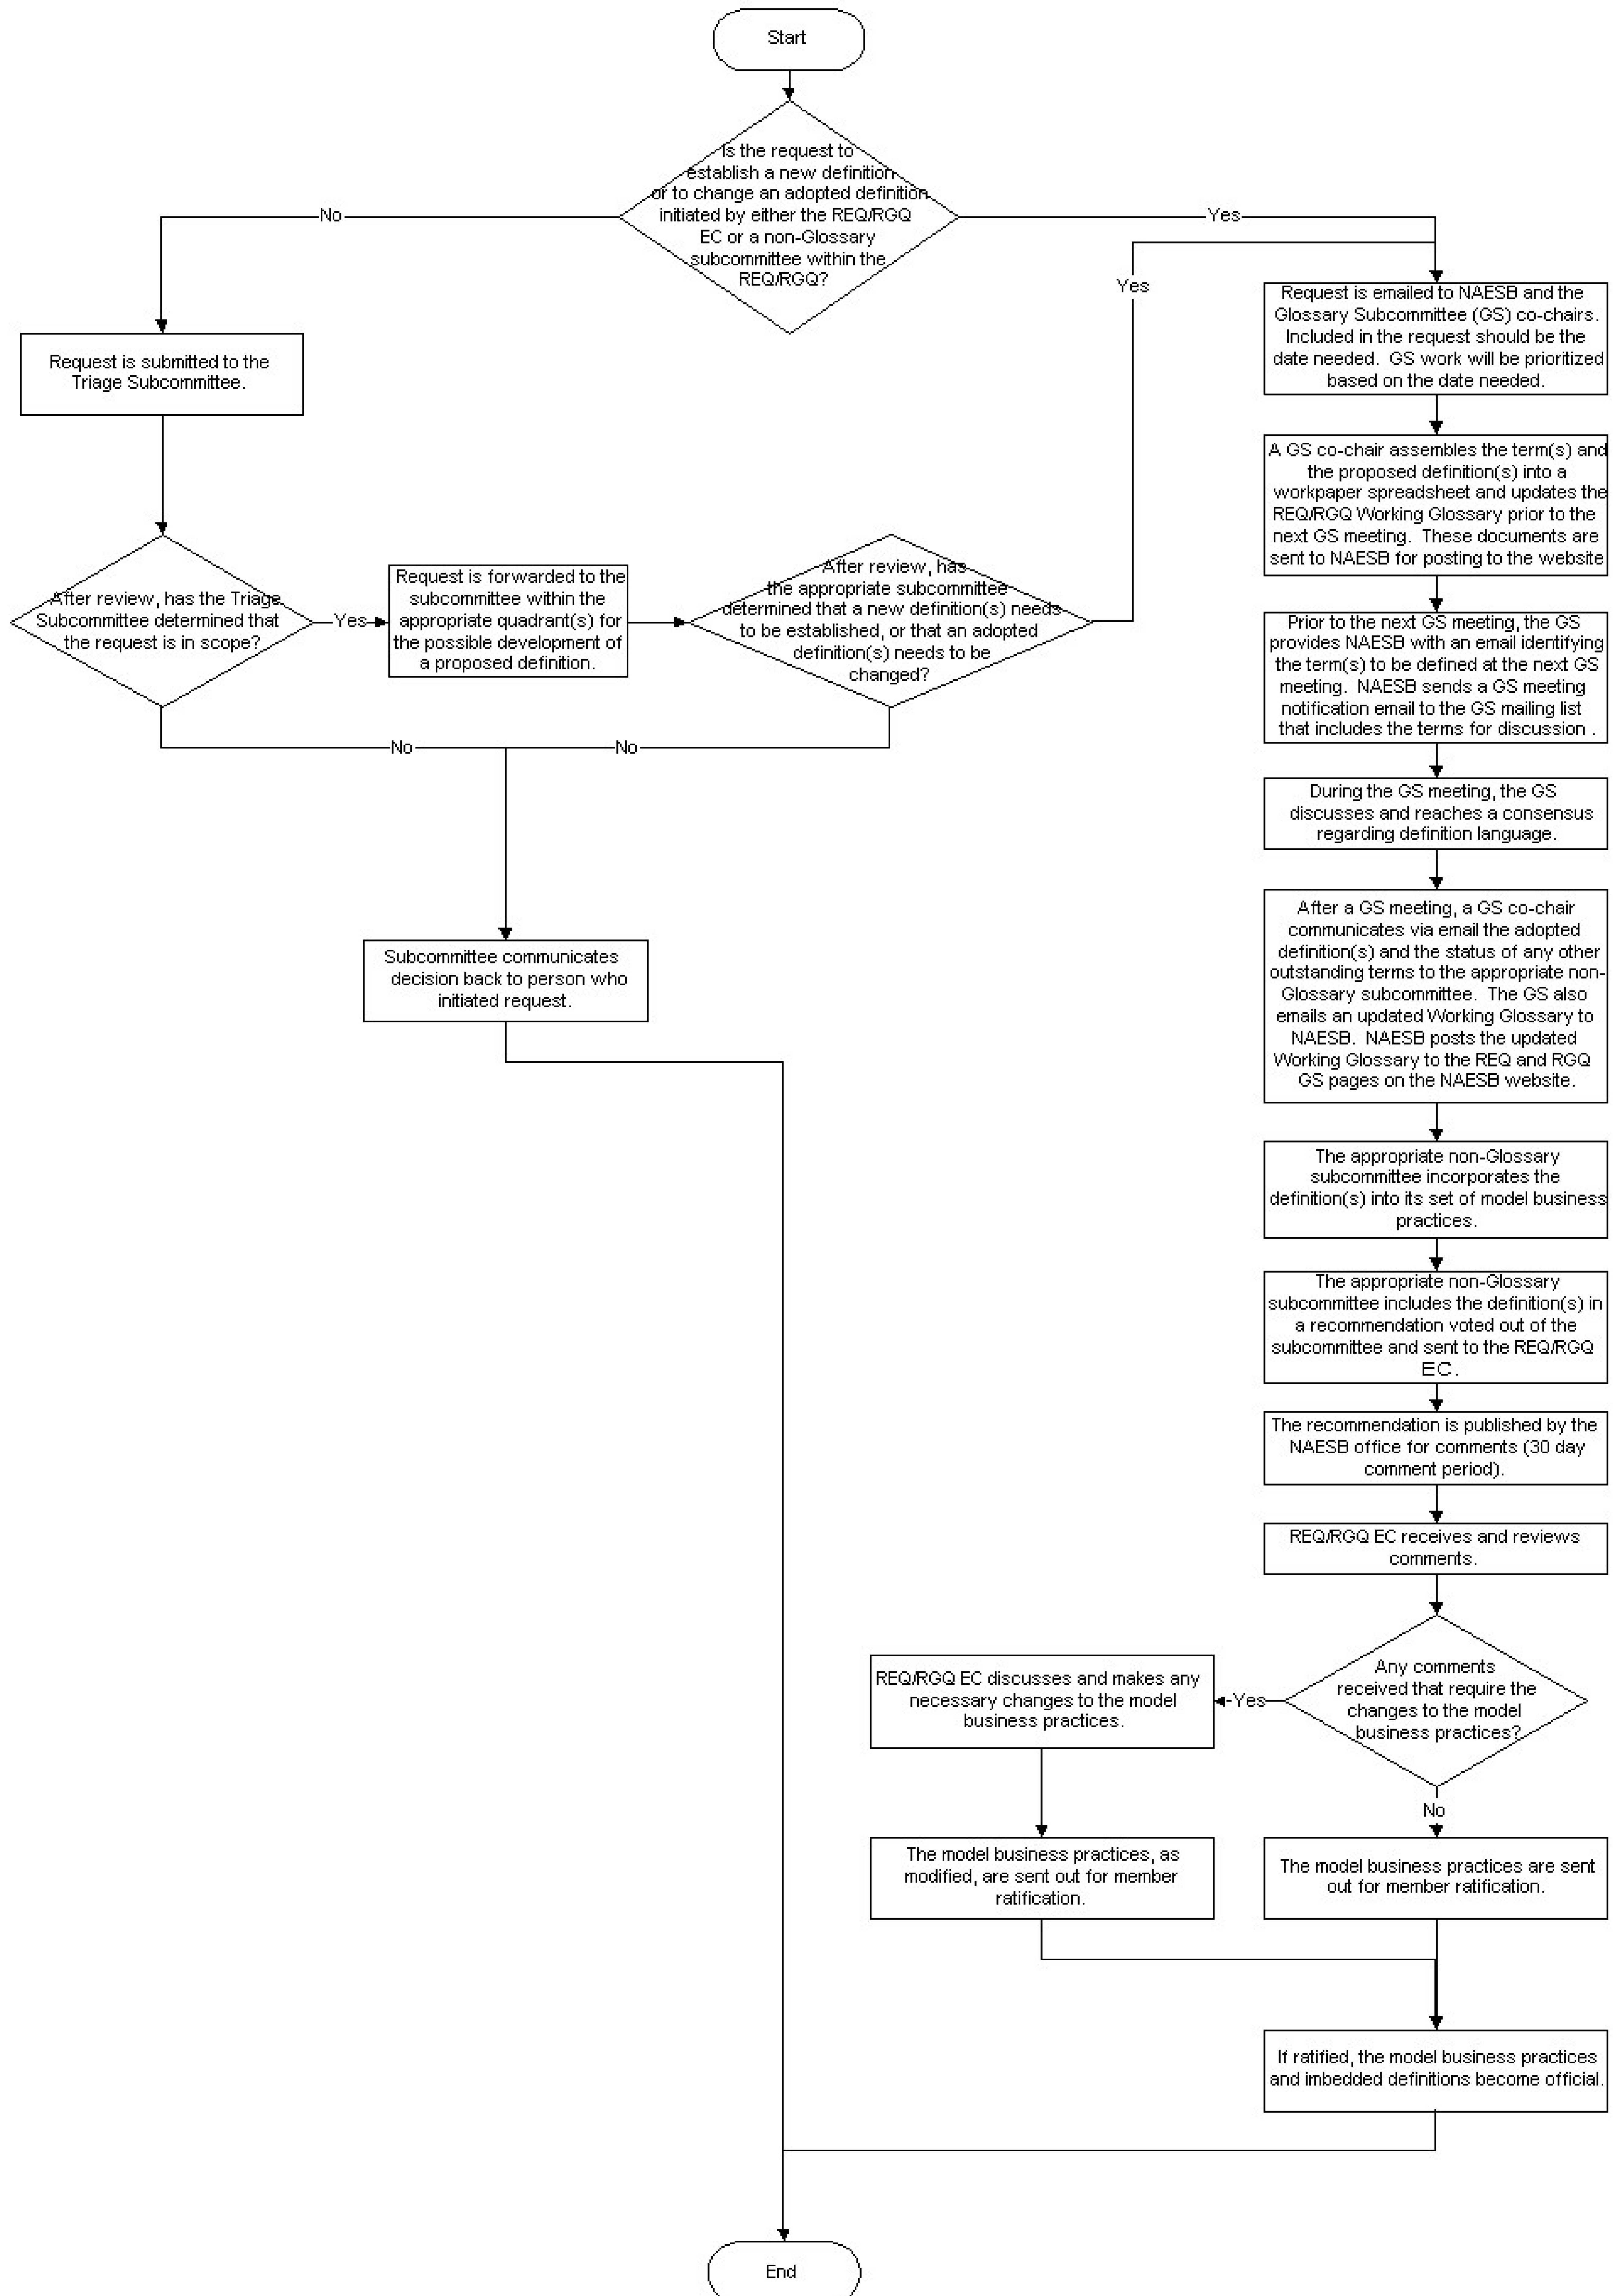 Start
Is the request to
establish a new definition
or to change an adopted definition
initiated by either the REQ/RGQ
EC or a non-Glossary
subcommittee within the
REQ/RGQ?
No
Yes
Yes
Request is submitted to the
Triage Subcommittee.
After review, has the Triage
Subcommittee determined that
the request is in scope?
Yes
Request is forwarded to the
subcommittee within the
appropriate quadrant(s) for
the possible development of
a proposed definition.
After review, has
the appropriate subcommittee
determined that a new definition(s) needs
to be established, or that an adopted
definition(s) needs to be
changed?
No
No
Subcommittee communicates
decision back to person who
initiated request.
Request is emailed to NAESB and the
Glossary Subcommittee (GS) co-chairs.
Included in the request should be the
date needed. GS work will be prioritized
based on the date needed.
A GS co-chair assembles the term(s) and
the proposed definition(s) into a
workpaper spreadsheet and updates the
REQ/RGQ Working Glossary prior to the
next GS meeting. These documents are
sent to NAESB for posting to the website
Prior to the next GS meeting, the GS
provides NAESB with an email identifying
the term(s) to be defined at the next GS
meeting. NAESB sends a GS meeting
notification email to the GS mailing list
that includes the terms for discussion .
During the GS meeting, the GS
discusses and reaches a consensus
regarding definition language.
After a GS meeting, a GS co-chair
communicates via email the adopted
definition(s) and the status of any other
outstanding terms to the appropriate non-
Glossary subcommittee. The GS also
emails an updated Working Glossary to
NAESB. NAESB posts the updated
Working Glossary to the REQ and RGQ
GS pages on the NAESB website.
The appropriate non-Glossary
subcommittee incorporates the
definition(s) into its set of model business
practices.
The appropriate non-Glossary
subcommittee includes the definition(s) in
a recommendation voted out of the
subcommittee and sent to the REQ/RGQ
EC.
The recommendation is published by the
NAESB office for comments (30 day
comment period).
REQ/RGQ EC receives and reviews
comments.
Any comments
received that require the
changes to the model
business practices?
Yes
REQ/RGQ EC discusses and makes any
necessary changes to the model
business practices.
No
The model business practices, as
modified, are sent out for member
ratification.
The model business practices are sent
out for member ratification.
If ratified, the model business practices
and imbedded definitions become official.
End